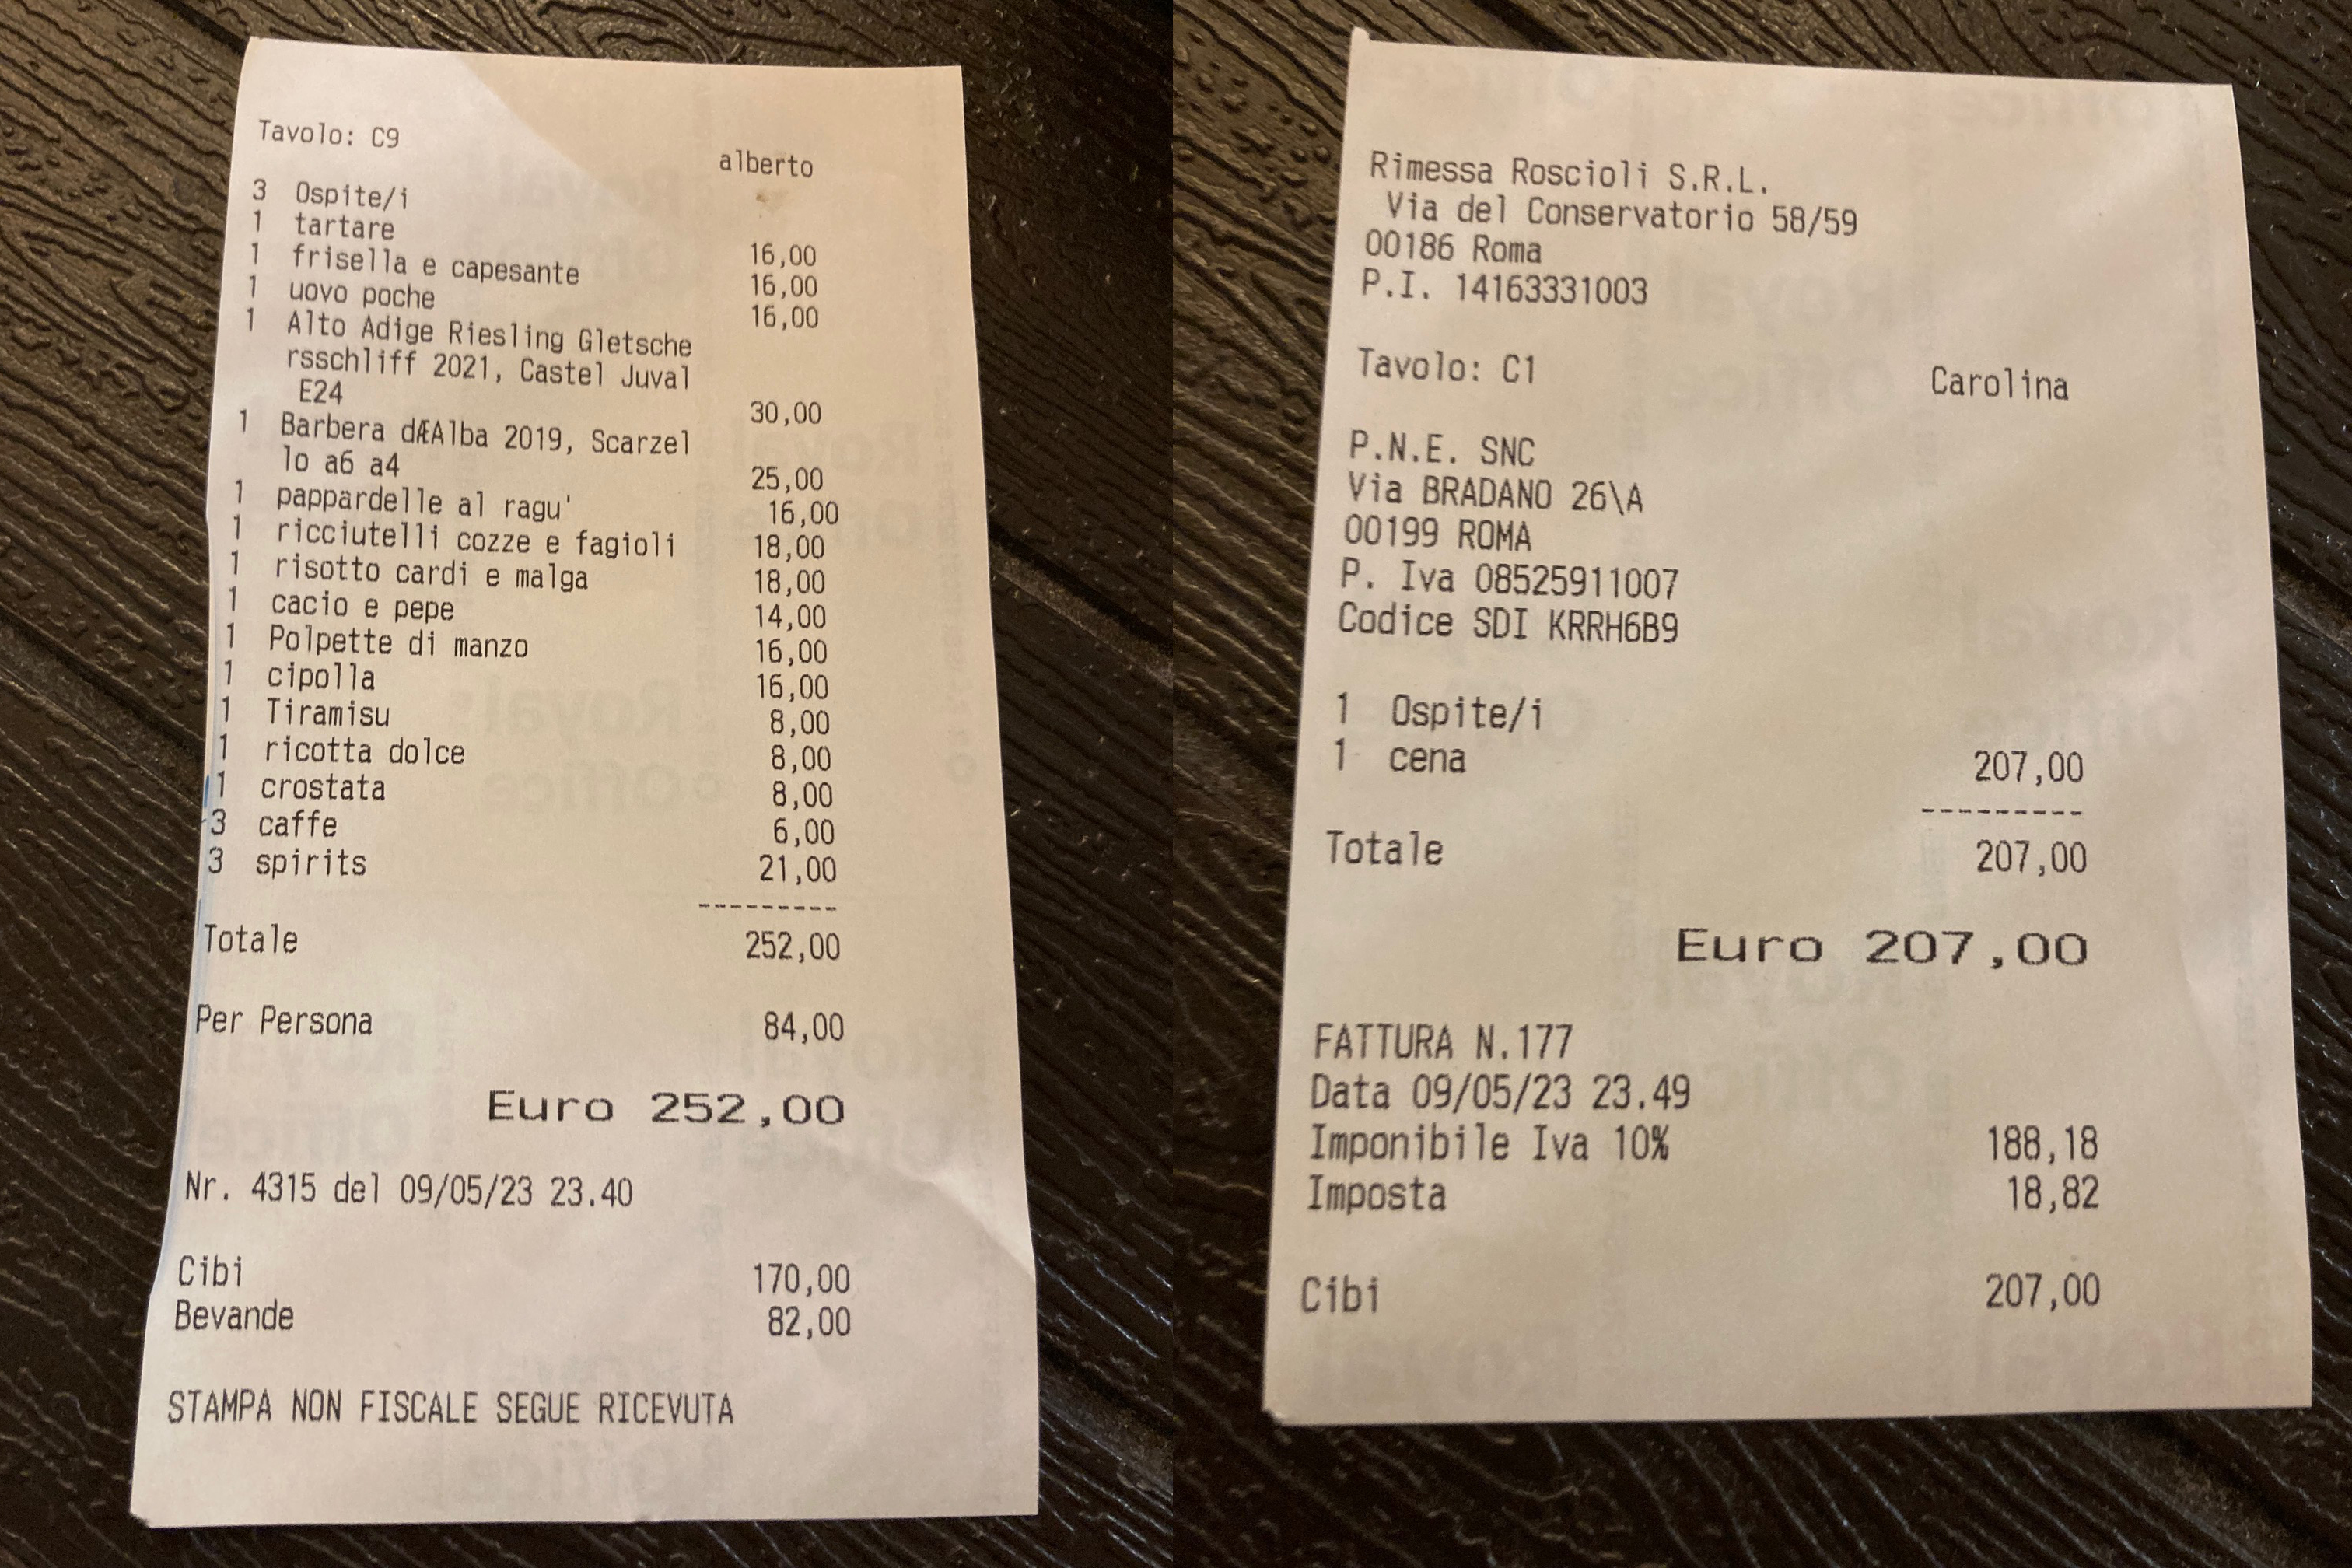 Tavolo: C9
alberto
3 Ospite/i
1 tartare 16,00
1 frisella e capesante 16,00
1 uovo poche 16,00
1 Alto Adige Riesling Gletsche
rsschliff 2021, Castel Juval
E24 30,00
1 Barbera dÆAlba 2019, Scarzel
lo a6 a4 25,00
1 pappardelle al ragu' 16,00
1 ricciutelli cozze e fagioli 18,00
1 risotto cardi e malga 18,00
1 cacio e pepe 14,00
1 Polpette di manzo 16,00
1 cipolla 16,00
1 Tiramisu 8,00
1 ricotta dolce 8,00
1 crostata 8,00
3 caffe 6,00
3 spirits 21,00
---------
Totale 252,00
Per Persona 84,00
Euro 252,00
Nr. 4315 del 09/05/23 23.40
Cibi 170,00
Bevande 82,00
STAMPA NON FISCALE SEGUE RICEVUTA
Rimessa Roscioli S.R.L.
Via del Conservatorio 58/59
00186 Roma
P.I. 14163331003
Tavolo: C1 Carolina
P.N.E. SNC
Via BRADANO 26\A
00199 ROMA
P. Iva 08525911007
Codice SDI KRRH6B9
1 Ospite/i
1 cena 207,00
---------
Totale 207,00
Euro 207,00
FATTURA N.177
Data 09/05/23 23.49
Imponibile Iva 10% 188,18
Imposta 18,82
Cibi 207,00